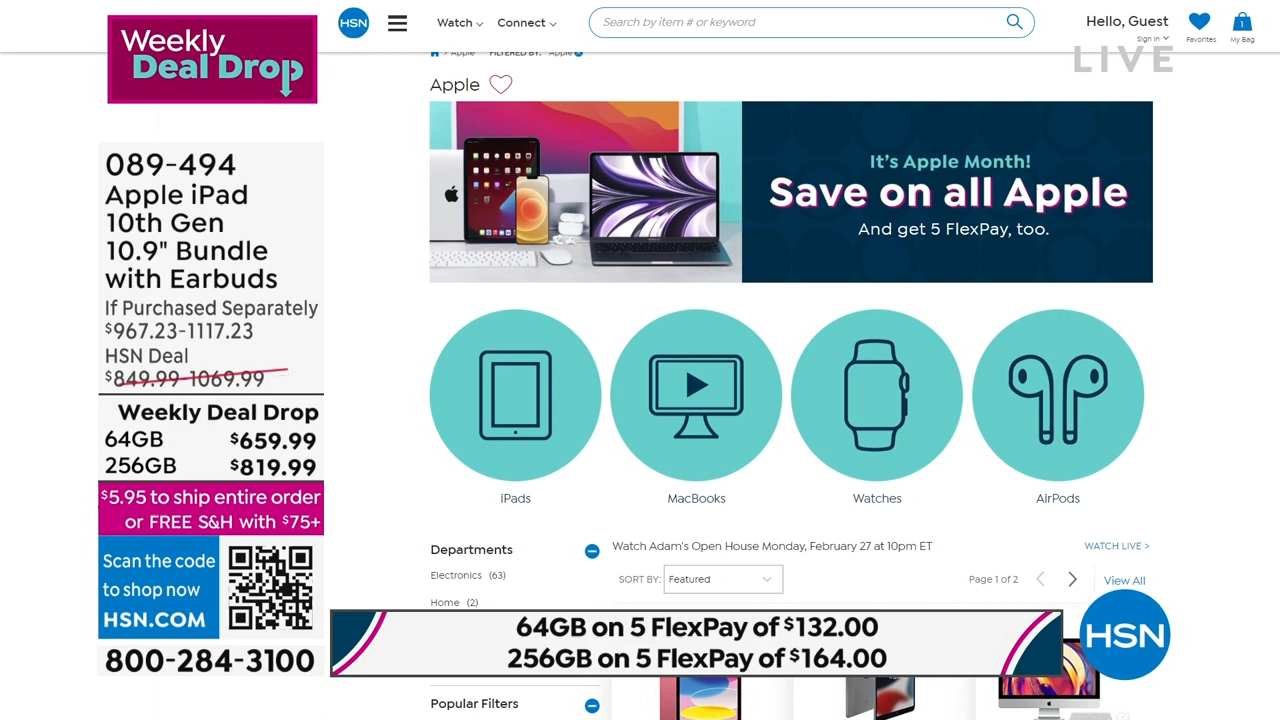 Weekly
Deal Drop
HSN
Watch
Connect
Search by item # or keyword
Hello, Guest
Sign In
Favorites
1
My Bag
LIVE
> Apple
FILTERED BY:
Apple
Apple
It's Apple Month!
Save on all Apple
And get 5 FlexPay, too.
089-494
Apple iPad
10th Gen
10.9" Bundle
with Earbuds
If Purchased Separately
$967.23-1117.23
HSN Deal
$849.99-1069.99
Weekly Deal Drop
64GB $659.99
256GB $819.99
$5.95 to ship entire order
or FREE S&H with $75+
Scan the code
to shop now
HSN.COM
800-284-3100
iPads
MacBooks
Watches
AirPods
Departments
Electronics (63)
Home (2)
Watch Adam's Open House Monday, February 27 at 10pm ET
WATCH LIVE >
SORT BY:
Featured
Page 1 of 2
View All
64GB on 5 FlexPay of $132.00
256GB on 5 FlexPay of $164.00
HSN
Popular Filters